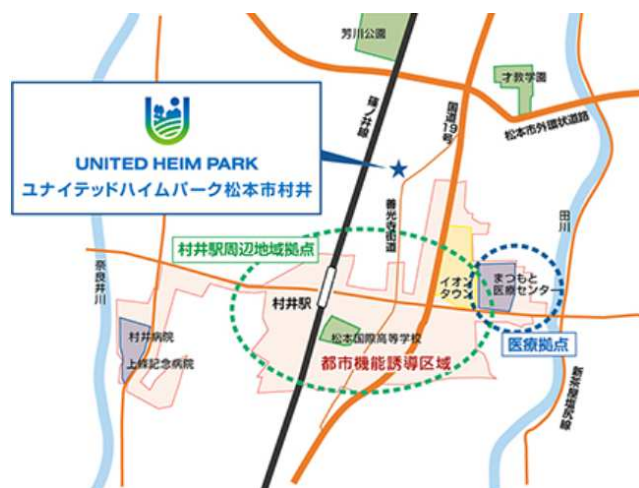 芳川公園
才教学園
UNITED HEIM PARK
ユナイテッドハイムパーク松本市村井
篠ノ井線
国道19号
松本市外環状道路
善光寺街道
田川
奈良井川
村井駅周辺地域拠点
村井駅
イオン
タウン
まつもと
医療センター
村井病院
上條記念病院
松本国際高等学校
都市機能誘導区域
医療拠点
新茶屋塩尻線